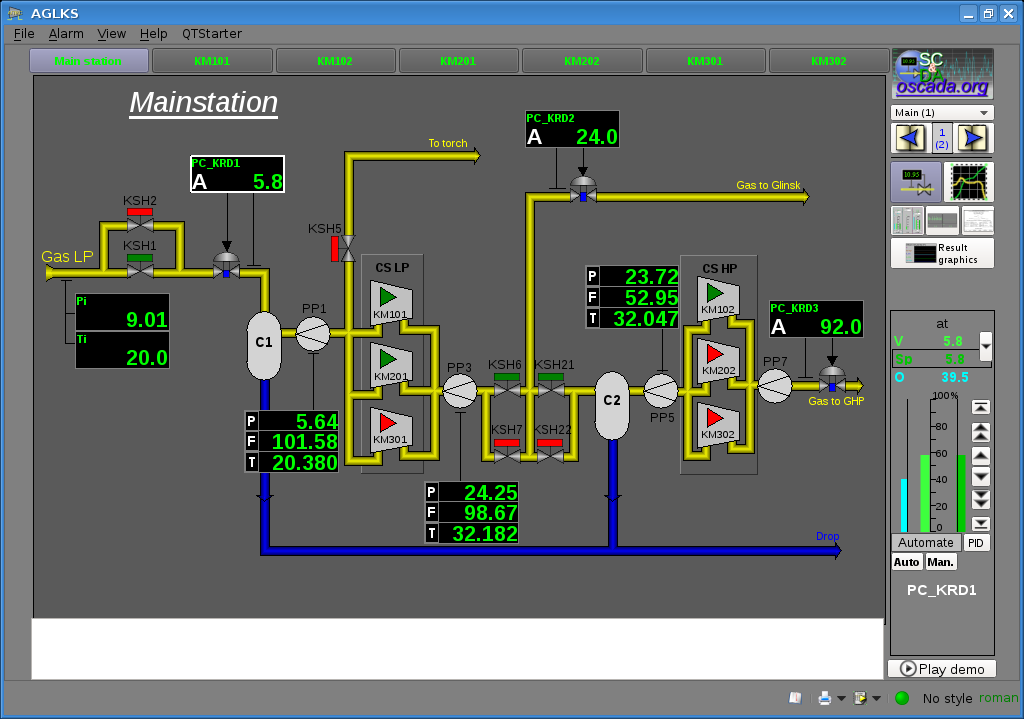 AGLKS
File Alarm View Help QTStarter
Main station KM101 KM102 KM201 KM202 KM301 KM302
Mainstation
SC
&
DA
oscada.org
Main (1)
1
(2)
Result
graphics
PC_KRD1
A 5.8
PC_KRD2
A 24.0
PC_KRD3
A 92.0
To torch
Gas to Glinsk
KSH2
KSH1
KSH5
Gas LP
Pi
9.01
Ti
20.0
C1
PP1
CS LP
KM101
KM201
KM301
P 5.64
F 101.58
T 20.380
PP3
P 24.25
F 98.67
T 32.182
KSH6
KSH21
KSH7
KSH22
C2
P 23.72
F 52.95
T 32.047
PP5
CS HP
KM102
KM202
KM302
PP7
Gas to GHP
Drop
at
V 5.8
Sp 5.8
O 39.5
100%
80
60
40
20
0
Automate PID
Auto Man.
PC_KRD1
Play demo
No style roman